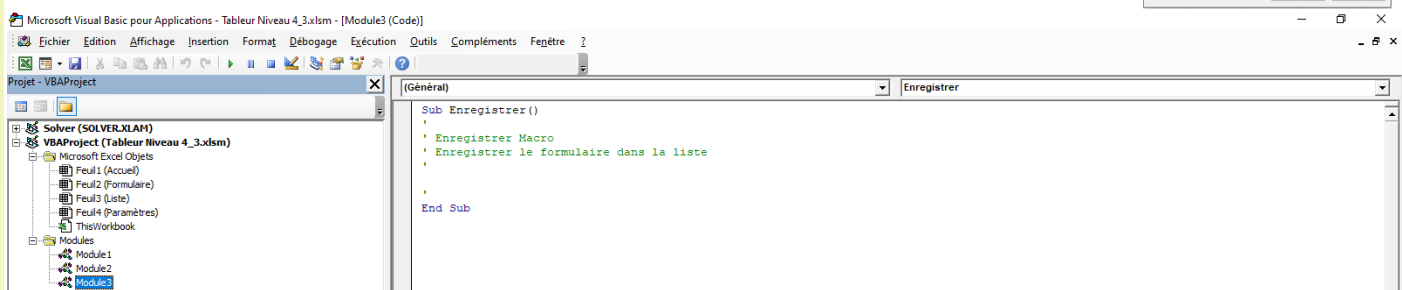 Microsoft Visual Basic pour Applications - Tableur Niveau 4_3.xlsm - [Module3 (Code)]
Fichier Edition Affichage Insertion Format Débogage Exécution Outils Compléments Fenêtre ?
Projet - VBAProject
(Général) Enregistrer
Solver (SOLVER.XLAM)
VBAProject (Tableur Niveau 4_3.xlsm)
Microsoft Excel Objets
Feuil1 (Accueil)
Feuil2 (Formulaire)
Feuil3 (Liste)
Feuil4 (Paramètres)
ThisWorkbook
Modules
Module1
Module2
Module3
Sub Enregistrer()
'
' Enregistrer Macro
' Enregistrer le formulaire dans la liste
'
'
End Sub